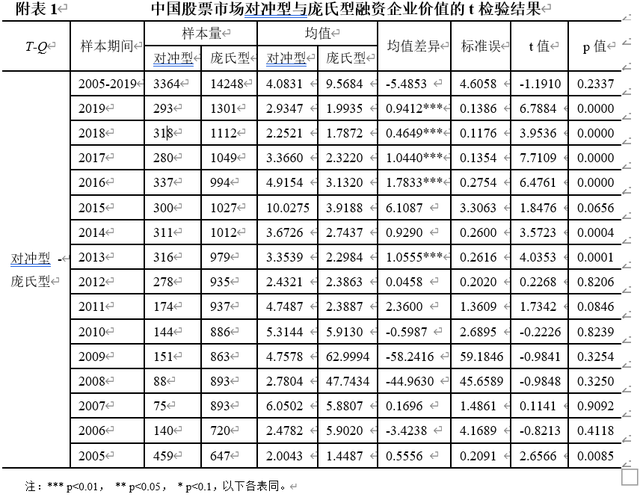 附表 1 中国股票市场对冲型与庞氏型融资企业价值的 t 检验结果
T-Q 样本期间 样本量 均值 均值差异 标准误 t 值 p 值
对冲型 庞氏型 对冲型 庞氏型
2005-2019 3364 14248 4.0831 9.5684 -5.4853 4.6058 -1.1910 0.2337
2019 293 1301 2.9347 1.9935 0.9412*** 0.1386 6.7884 0.0000
2018 318 1112 2.2521 1.7872 0.4649*** 0.1176 3.9536 0.0000
2017 280 1049 3.3660 2.3220 1.0440*** 0.1354 7.7109 0.0000
2016 337 994 4.9154 3.1320 1.7833*** 0.2754 6.4761 0.0000
2015 300 1027 10.0275 3.9188 6.1087 3.3063 1.8476 0.0656
2014 311 1012 3.6726 2.7437 0.9290 0.2600 3.5723 0.0004
对冲型 - 2013 316 979 3.3539 2.2984 1.0555*** 0.2616 4.0353 0.0001
庞氏型 2012 278 935 2.4321 2.3863 0.0458 0.2020 0.2268 0.8206
2011 174 937 4.7487 2.3887 2.3600 1.3609 1.7342 0.0846
2010 144 886 5.3144 5.9130 -0.5987 2.6895 -0.2226 0.8239
2009 151 863 4.7578 62.9994 -58.2416 59.1846 -0.9841 0.3254
2008 88 893 2.7804 47.7434 -44.9630 45.6589 -0.9848 0.3250
2007 75 893 6.0502 5.8807 0.1696 1.4861 0.1141 0.9092
2006 140 720 2.4782 5.9020 -3.4238 4.1689 -0.8213 0.4118
2005 459 647 2.0043 1.4487 0.5556 0.2091 2.6566 0.0085
注：*** p<0.01， ** p<0.05， * p<0.1，以下各表同。